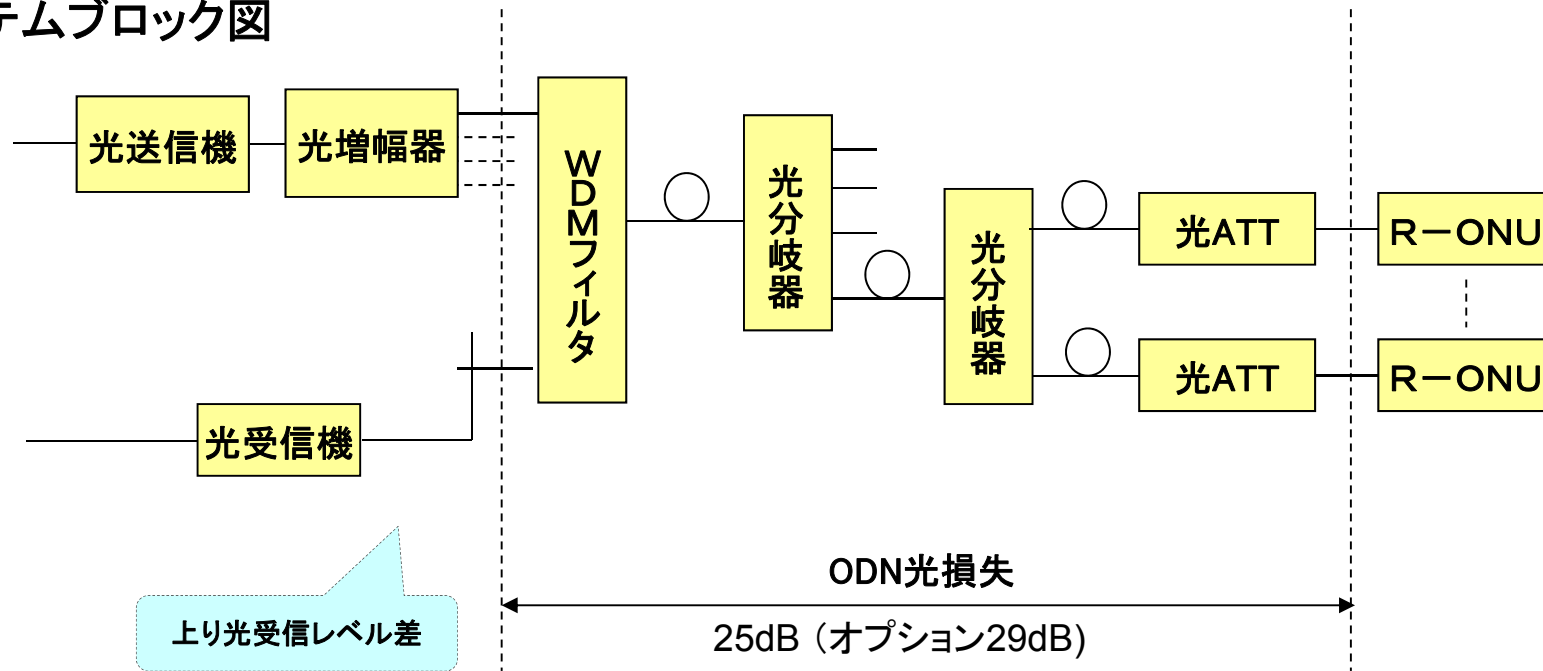 テムブロック図
光送信機
光増幅器
WDMフィルタ
光分岐器
光分岐器
光ATT
R-ONU
光ATT
R-ONU
光受信機
上り光受信レベル差
ODN光損失
25dB（オプション29dB)